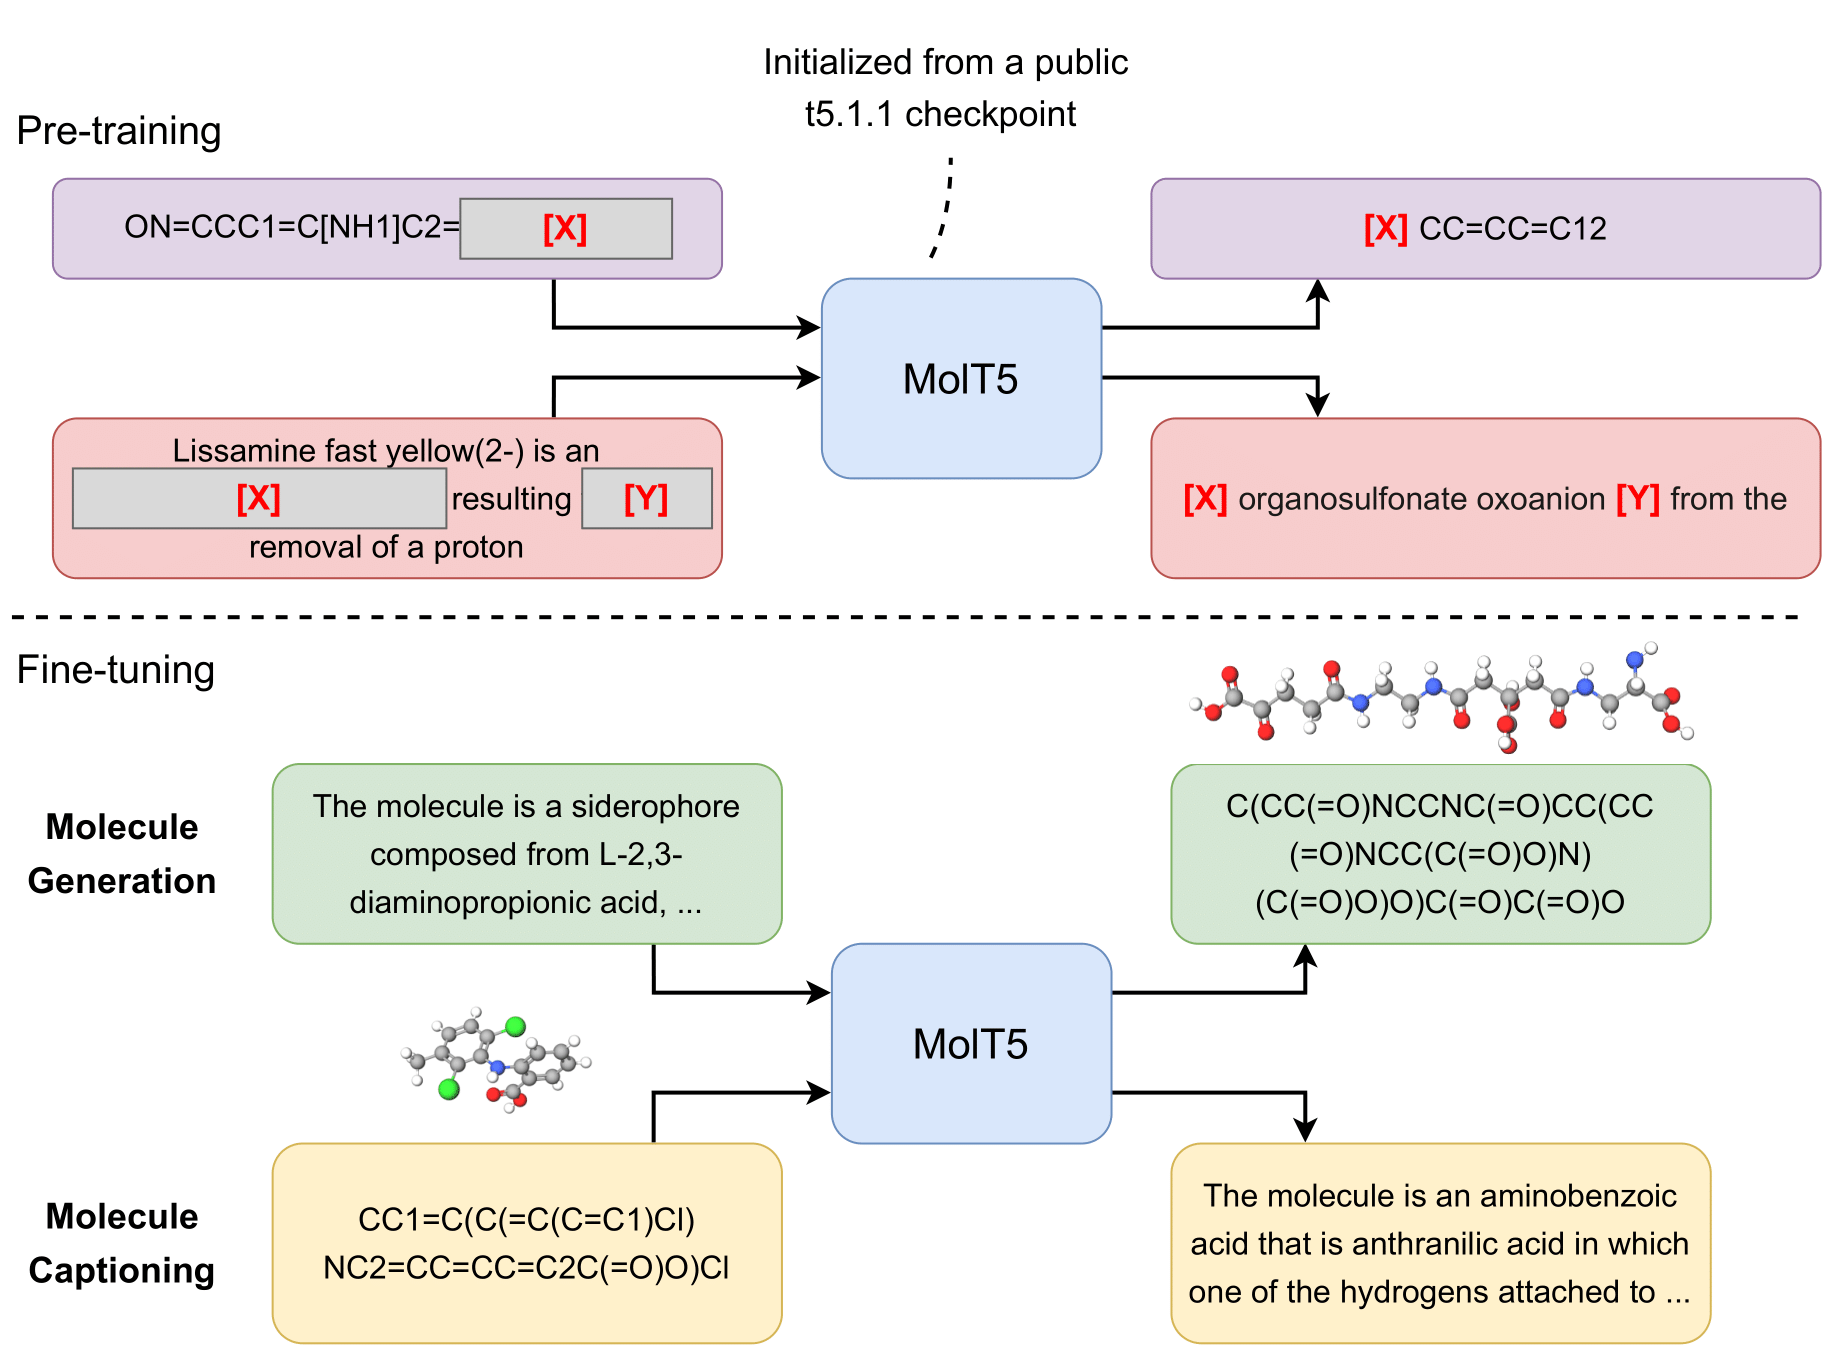 Initialized from a public
t5.1.1 checkpoint
Pre-training
ON=CCC1=C[NH1]C2= [X]
[X] CC=CC=C12
MolT5
Lissamine fast yellow(2-) is an
[X] resulting [Y]
removal of a proton
[X] organosulfonate oxoanion [Y] from the
Fine-tuning
Molecule
Generation
The molecule is a siderophore
composed from L-2,3-
diaminopropionic acid, ...
C(CC(=O)NCCNC(=O)CC(CC
(=O)NCC(C(=O)O)N)
(C(=O)O)O)C(=O)C(=O)O
MolT5
Molecule
Captioning
CC1=C(C(=C(C=C1)Cl)
NC2=CC=CC=C2C(=O)O)Cl
The molecule is an aminobenzoic
acid that is anthranilic acid in which
one of the hydrogens attached to ...